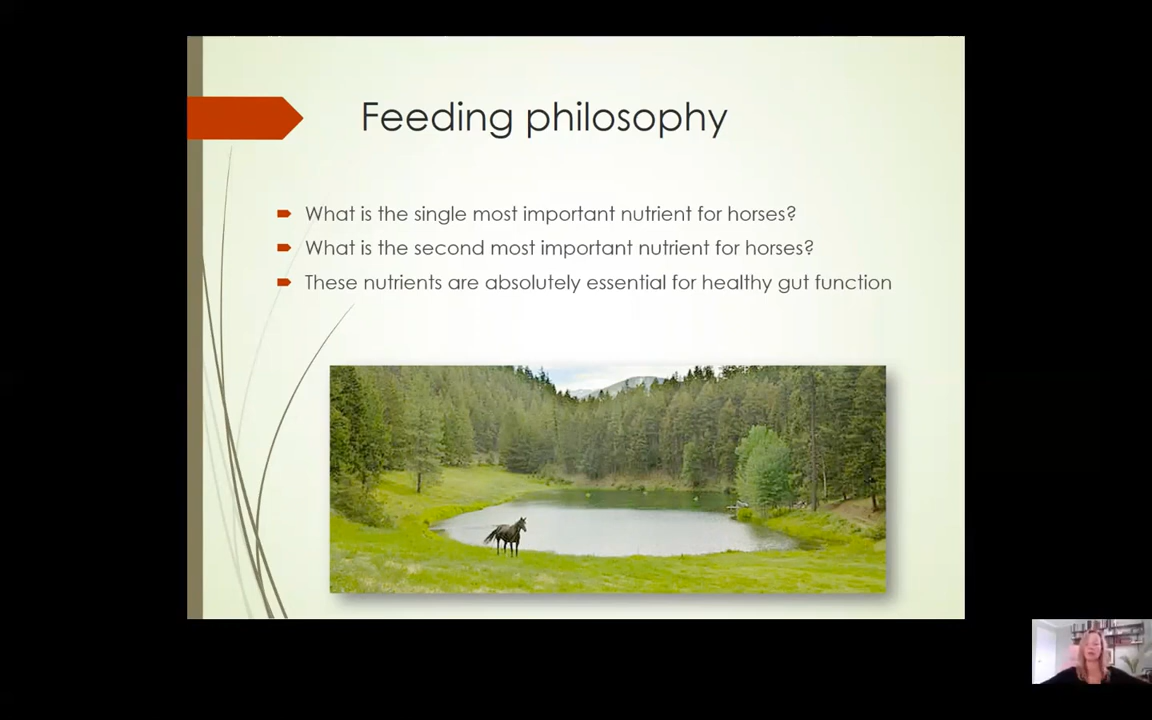 Feeding philosophy
What is the single most important nutrient for horses?
What is the second most important nutrient for horses?
These nutrients are absolutely essential for healthy gut function